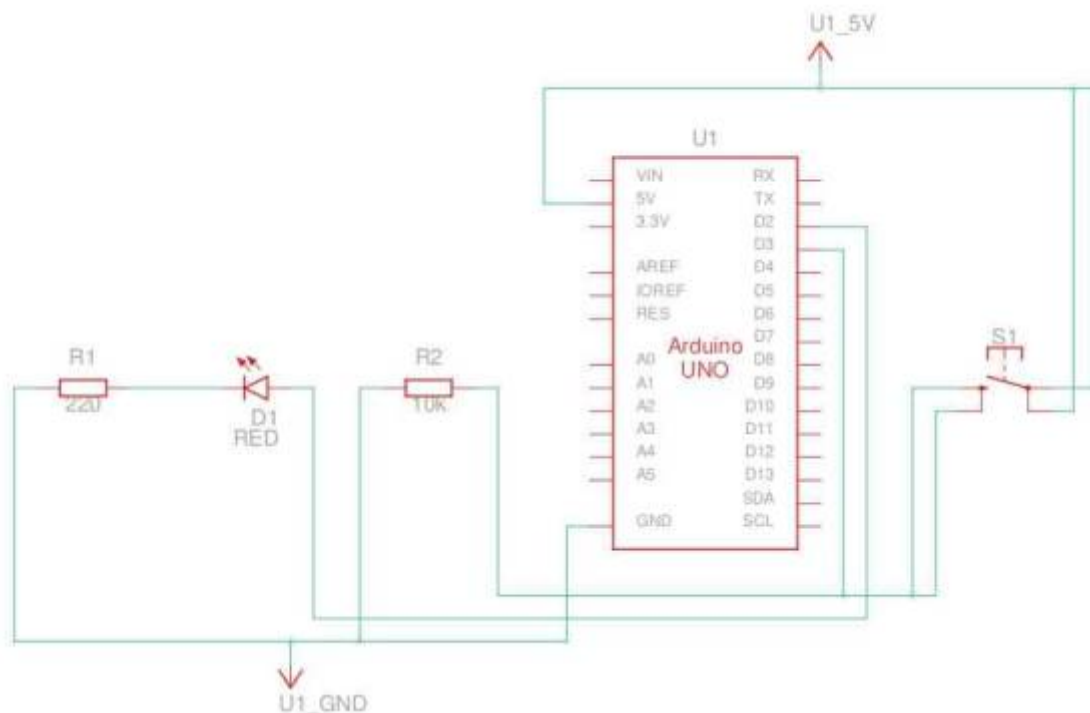 U1_5V
U1
VIN
RX
5V
TX
3.3V
D2
D3
AREF
D4
IOREF
D5
RES
D6
D7
Arduino
UNO
A0
D8
A1
D9
A2
D10
A3
D11
A4
D12
A5
D13
SDA
GND
SCL
S1
R1
220
D1
RED
R2
10k
U1_GND